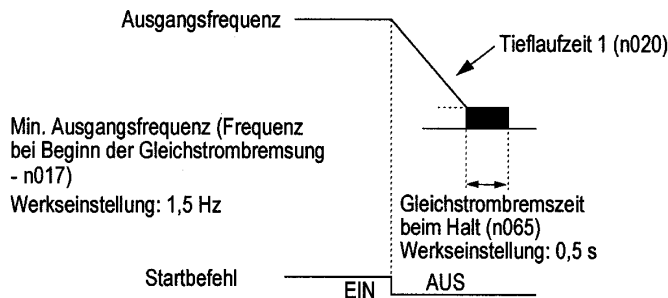 Ausgangsfrequenz
Tieflaufzeit 1 (n020)
Min. Ausgangsfrequenz (Frequenz
bei Beginn der Gleichstrombremsung
- n017)
Werkseinstellung: 1,5 Hz
Gleichstrombremszeit
beim Halt (n065)
Werkseinstellung: 0,5 s
Startbefehl
EIN
AUS